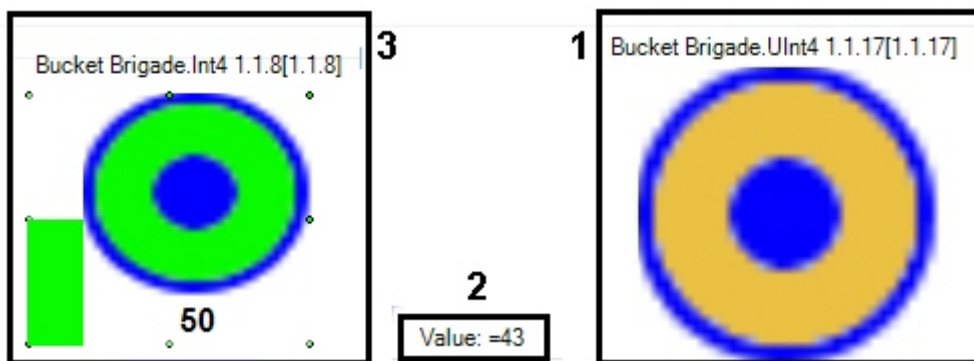 Bucket Brigade.Int4 1.1.8[1.1.8]
3
50
2
Value: =43
1
Bucket Brigade.UInt4 1.1.17[1.1.17]